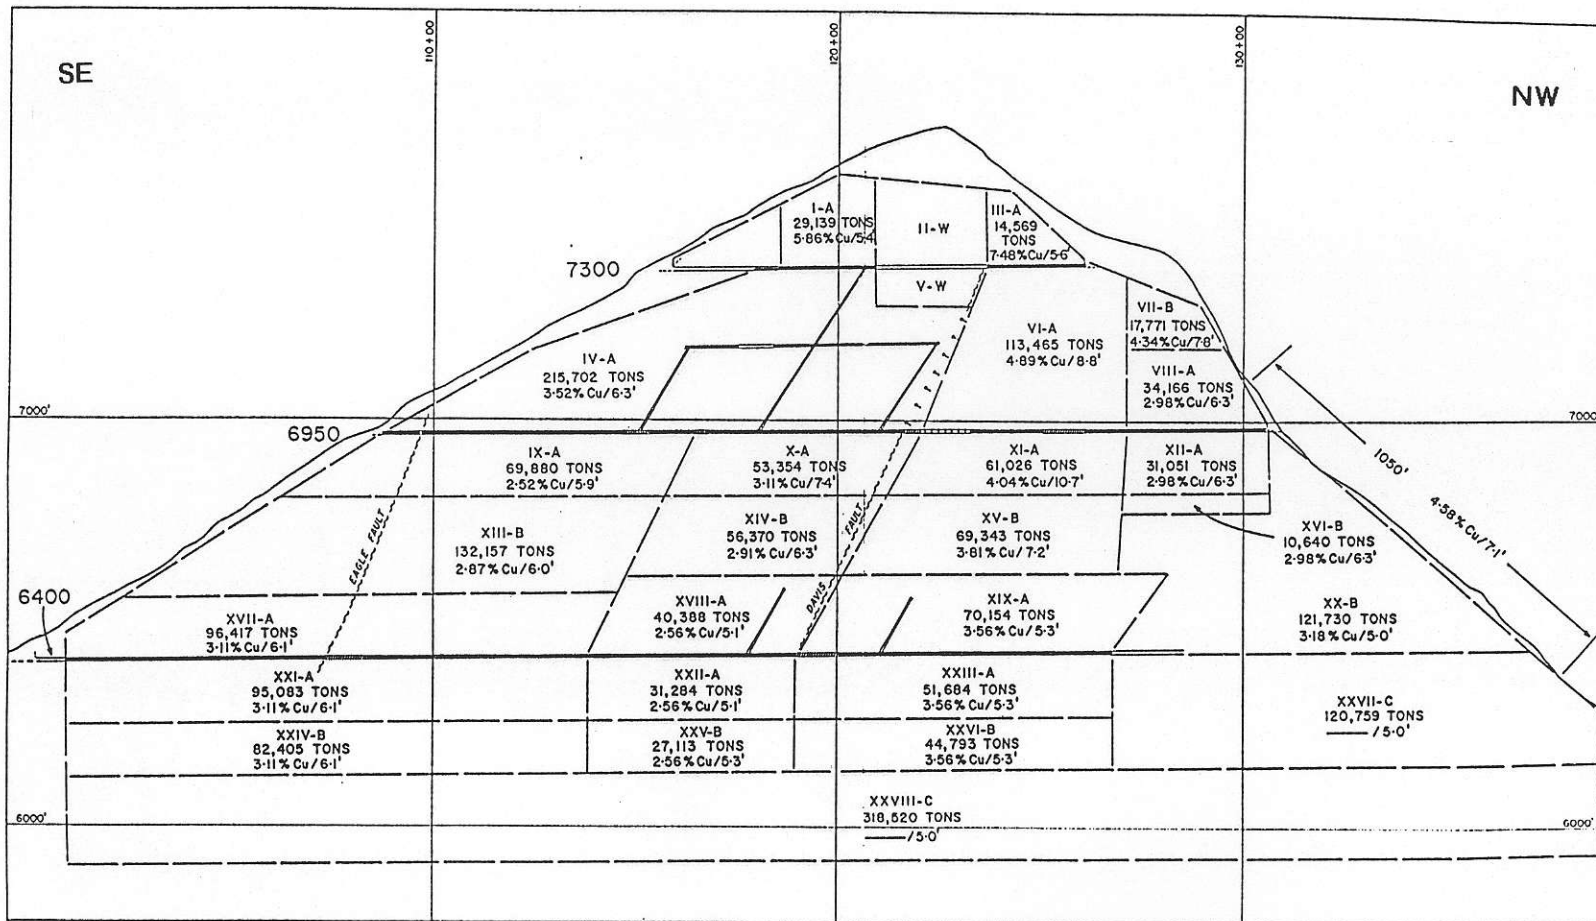 110+00
120+00
130+00
SE
NW
I-A
29,139 TONS
5.86%Cu/5.4
II-W
III-A
14,569
TONS
7.48%Cu/5.6'
7300
V-W
IV-A
215,702 TONS
3.52%Cu/6.3'
VI-A
113,465 TONS
4.89%Cu/8.8'
VII-B
17,771 TONS
4.34%Cu/7.8'
VIII-A
34,166 TONS
2.98%Cu/6.3'
7000'
7000'
6950
1050'
4.58%Cu/7.1'
IX-A
69,880 TONS
2.52%Cu/5.9'
X-A
53,354 TONS
3.11%Cu/7.4'
XI-A
61,026 TONS
4.04%Cu/10.7'
XII-A
31,051 TONS
2.98%Cu/6.3'
EAGLE FAULT
XIII-B
132,157 TONS
2.87%Cu/6.0'
XIV-B
56,370 TONS
2.91%Cu/6.3'
DAVIS FAULT
XV-B
69,343 TONS
3.81%Cu/7.2'
XVI-B
10,640 TONS
2.98%Cu/6.3'
6400
XVII-A
96,417 TONS
3.11%Cu/6.1'
XVIII-A
40,388 TONS
2.56%Cu/5.1'
XIX-A
70,154 TONS
3.56%Cu/5.3'
XX-B
121,730 TONS
3.18%Cu/5.0'
XXI-A
95,083 TONS
3.11%Cu/6.1'
XXII-A
31,284 TONS
2.56%Cu/5.1'
XXIII-A
51,684 TONS
3.56%Cu/5.3'
XXIV-B
82,405 TONS
3.11%Cu/6.1'
XXV-B
27,113 TONS
2.56%Cu/5.3'
XXVI-B
44,793 TONS
3.56%Cu/5.3'
XXVII-C
120,759 TONS
—— /5.0'
XXVIII-C
318,520 TONS
—— /5.0'
6000'
6000'